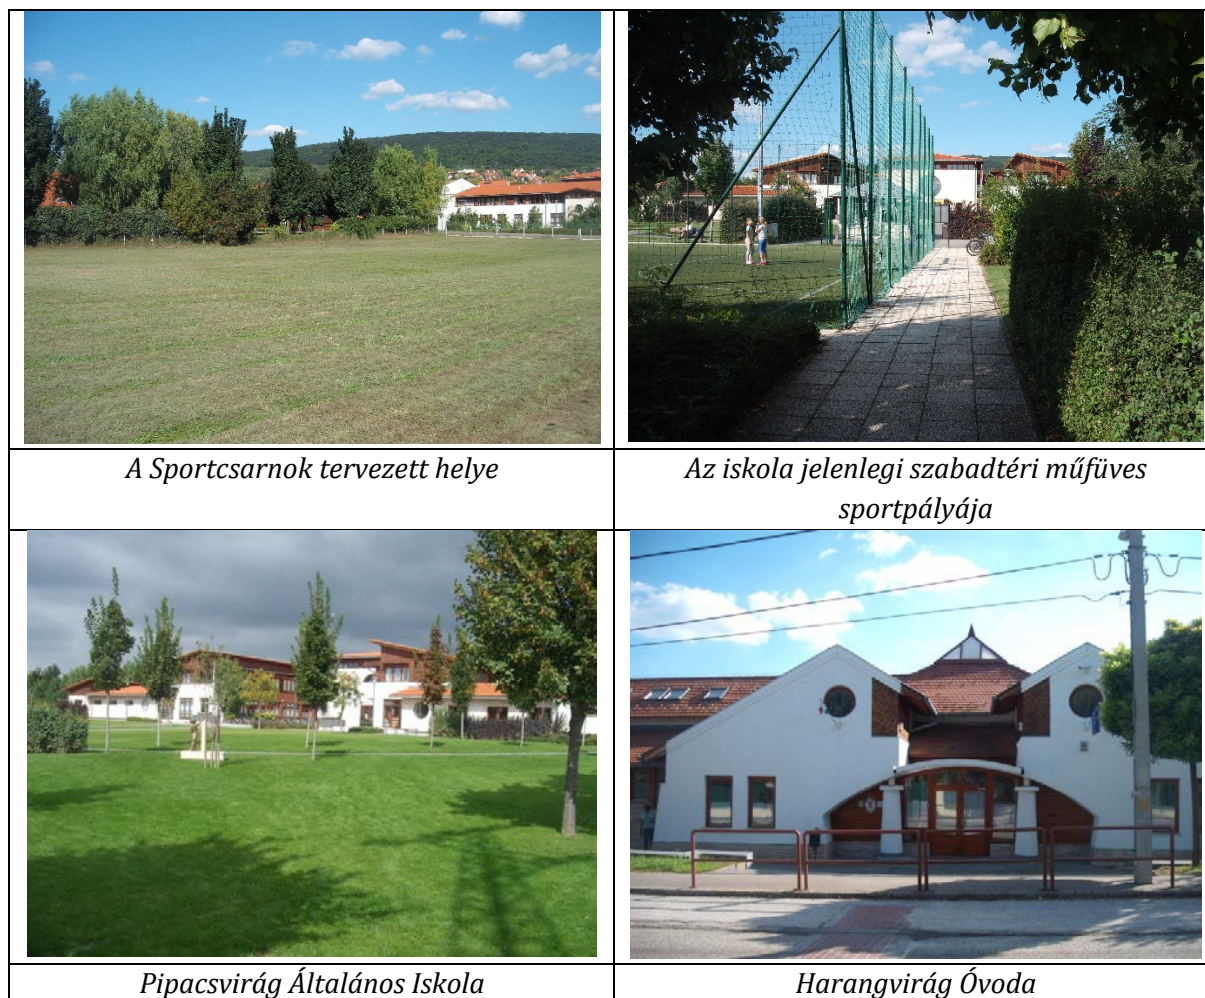 A Sportcsarnok tervezett helye
Az iskola jelenlegi szabadtéri műfüves
sportpályája
Pipacsvirág Általános Iskola
Harangvirág Óvoda